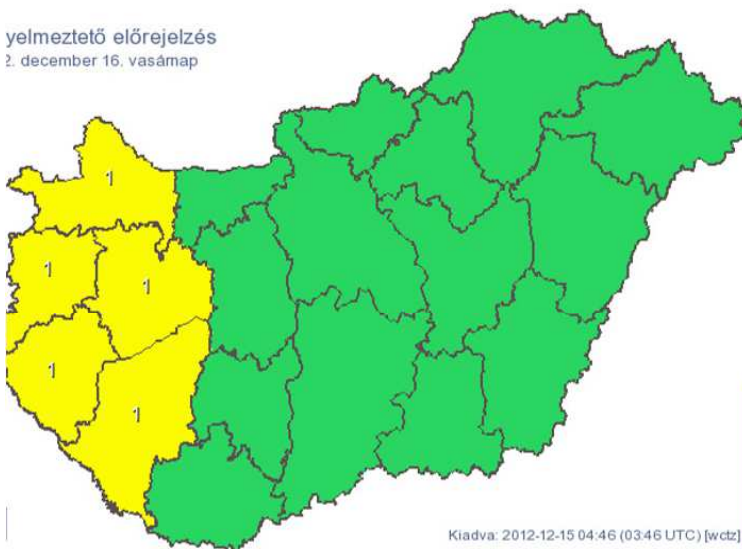 yelmeztető előrejelzés
2. december 16. vasárnap
1
1
1
1
1
Kiadva: 2012-12-15 04:46 (03:46 UTC) [wctz]